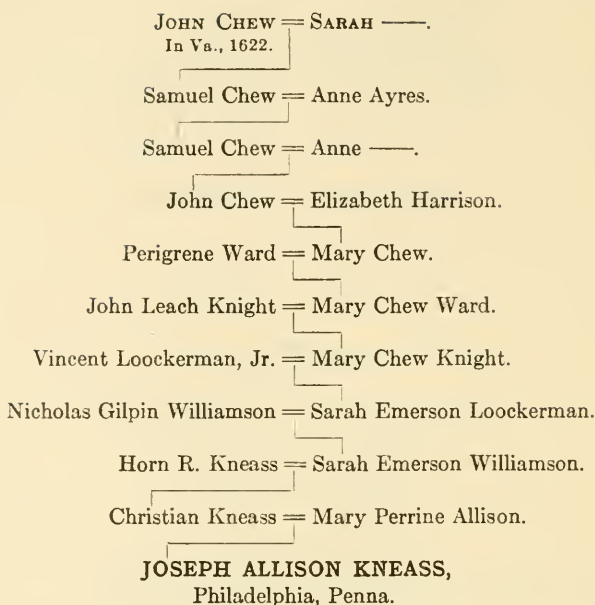 JOHN CHEW = SARAH ——.
In Va., 1622.
Samuel Chew = Anne Ayres.
Samuel Chew = Anne ——.
John Chew = Elizabeth Harrison.
Perigrene Ward = Mary Chew.
John Leach Knight = Mary Chew Ward.
Vincent Loockerman, Jr. = Mary Chew Knight.
Nicholas Gilpin Williamson = Sarah Emerson Loockerman.
Horn R. Kneass = Sarah Emerson Williamson.
Christian Kneass = Mary Perrine Allison.
JOSEPH ALLISON KNEASS,
Philadelphia, Penna.